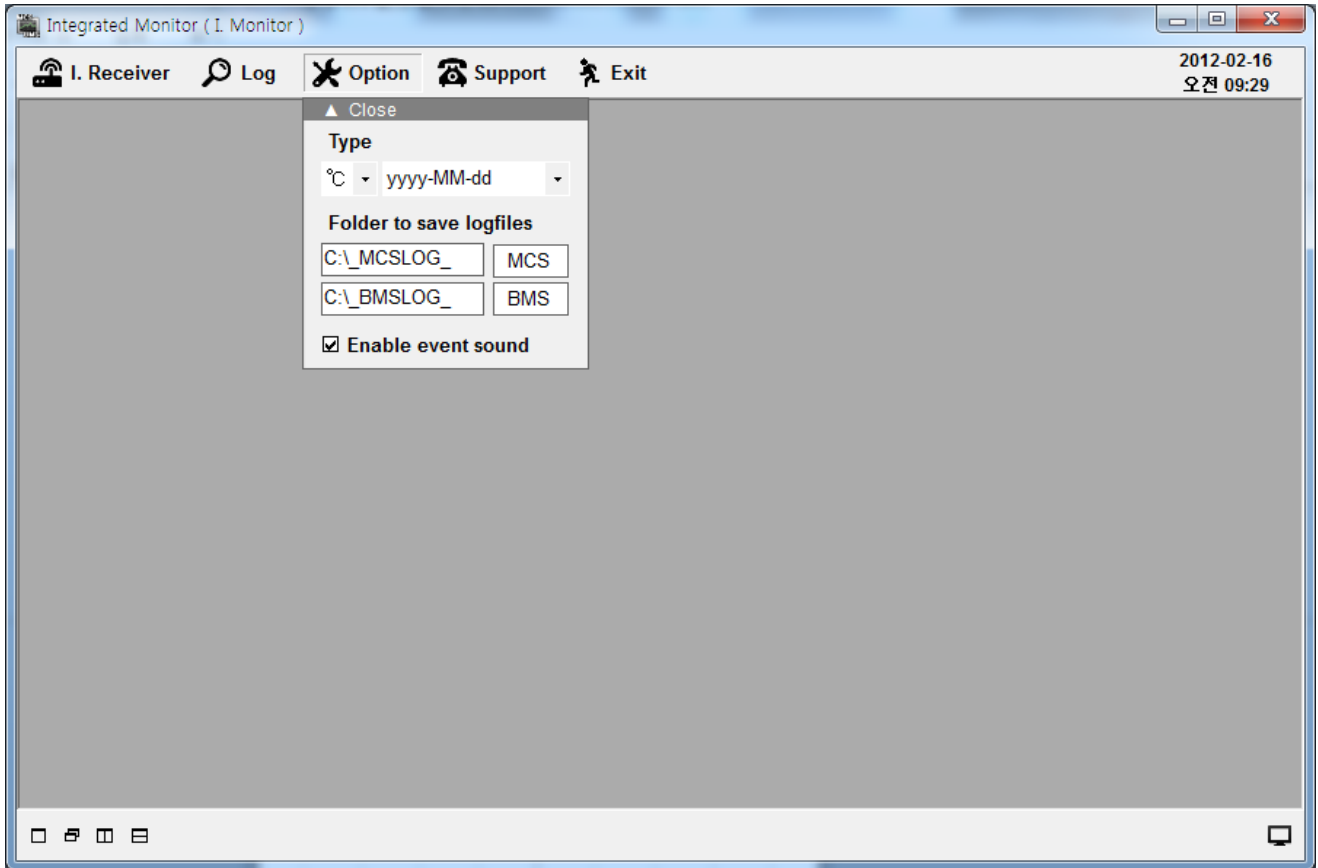 Integrated Monitor ( I. Monitor )
I. Receiver Log Option Support Exit
2012-02-16
오전 09:29
▲ Close
Type
℃ yyyy-MM-dd
Folder to save logfiles
C:\_MCSLOG_ MCS
C:\_BMSLOG_ BMS
Enable event sound